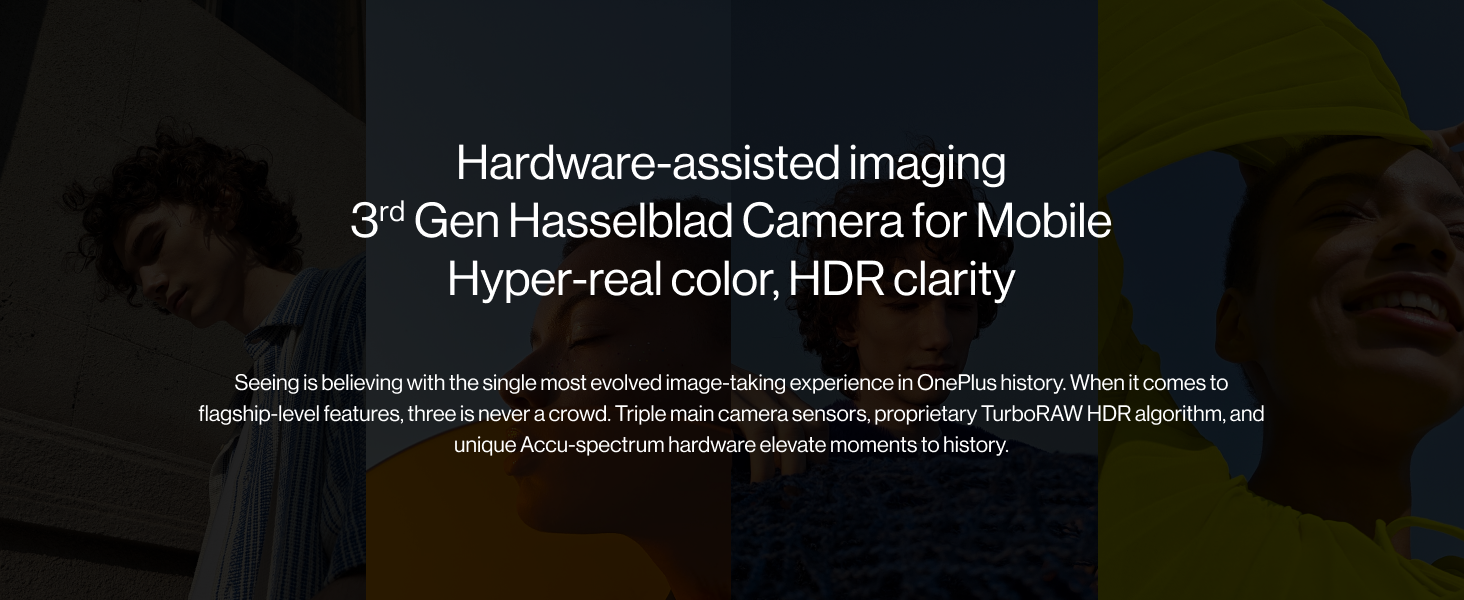 Hardware-assisted imaging
3rd Gen Hasselblad Camera for Mobile
Hyper-real color, HDR clarity
Seeing is believing with the single most evolved image-taking experience in OnePlus history. When it comes to
flagship-level features, three is never a crowd. Triple main camera sensors, proprietary TurboRAW HDR algorithm, and
unique Accu-spectrum hardware elevate moments to history.